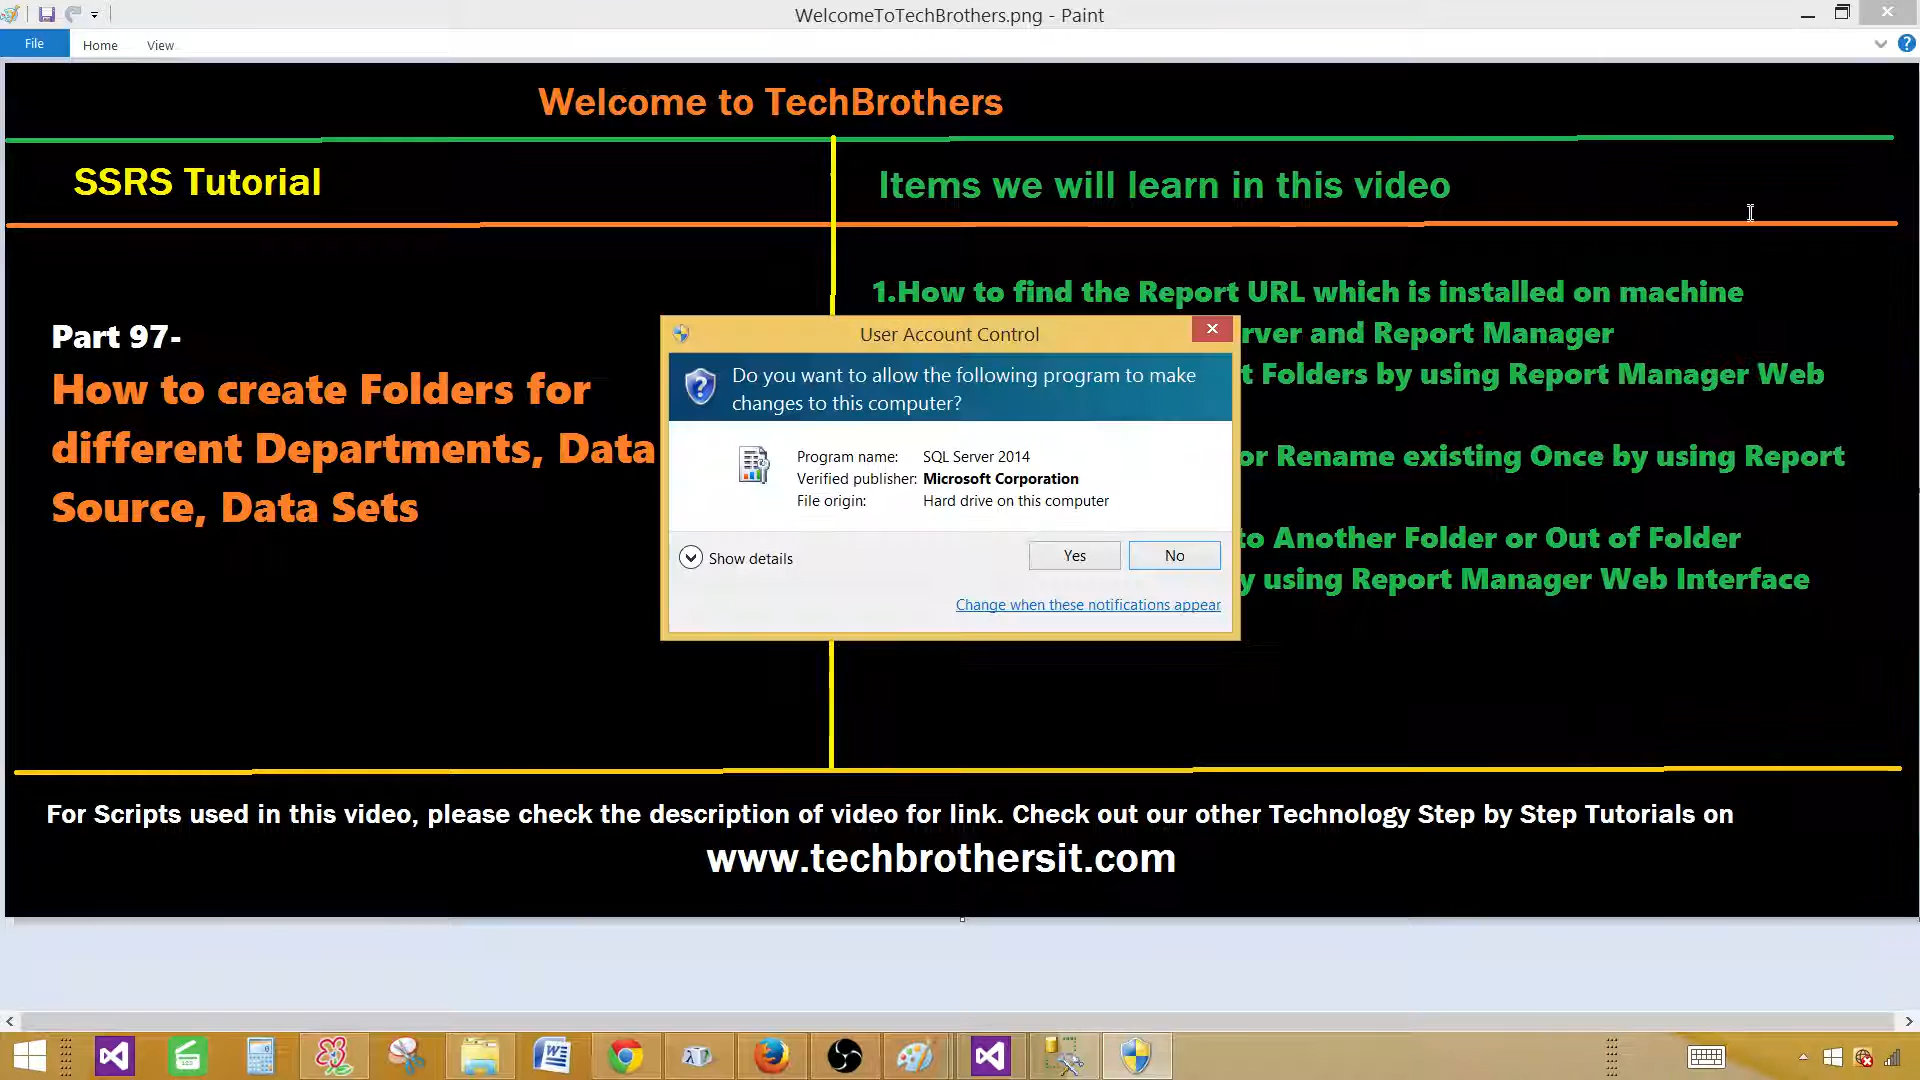 WelcomeToTechBrothers.png - Paint
File
Home
View
Welcome to TechBrothers
SSRS Tutorial
Items we will learn in this video
1.How to find the Report URL which is installed on machine
rver and Report Manager
t Folders by using Report Manager Web
or Rename existing Once by using Report
to Another Folder or Out of Folder
y using Report Manager Web Interface
Part 97-
How to create Folders for
different Departments, Data
Source, Data Sets
User Account Control
Do you want to allow the following program to make
changes to this computer?
Program name: SQL Server 2014
Verified publisher: Microsoft Corporation
File origin: Hard drive on this computer
Show details
Yes
No
Change when these notifications appear
For Scripts used in this video, please check the description of video for link. Check out our other Technology Step by Step Tutorials on
www.techbrothersit.com